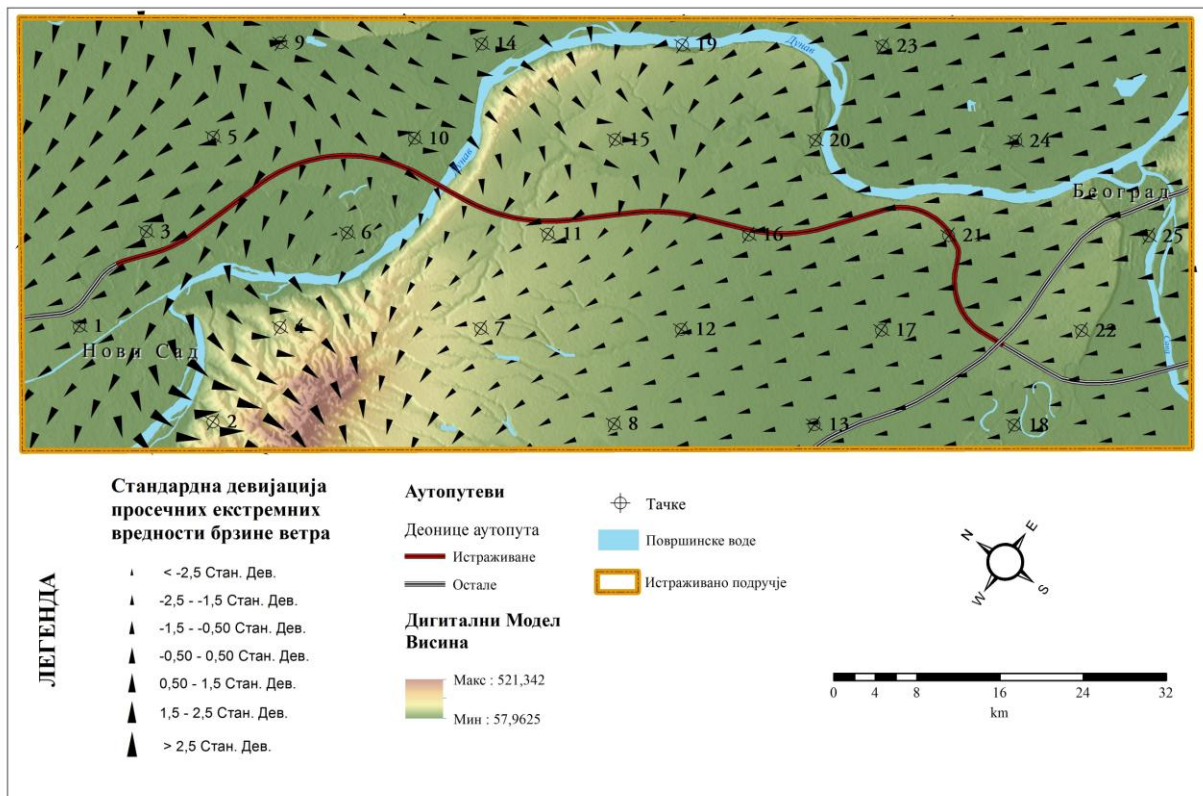 9
14
19
Дунав
23
5
10
15
20
24
Дунав
Београд
3
6
11
16
21
25
1
4
7
12
17
22
Нови Сад
Сава
2
8
13
18
ЛЕГЕНДА
Стандардна девијација
просечних екстремних
вредности брзине ветра
< -2,5 Стан. Дев.
-2,5 - -1,5 Стан. Дев.
-1,5 - -0,50 Стан. Дев.
-0,50 - 0,50 Стан. Дев.
0,50 - 1,5 Стан. Дев.
1,5 - 2,5 Стан. Дев.
> 2,5 Стан. Дев.
Аутопутеви
Деонице аутопута
Истраживане
Остале
Дигитални Модел
Висина
Макс : 521,342
Мин : 57,9625
Тачке
Површинске воде
Истраживано подручје
N
E
W
S
0 4 8 16 24 32
km